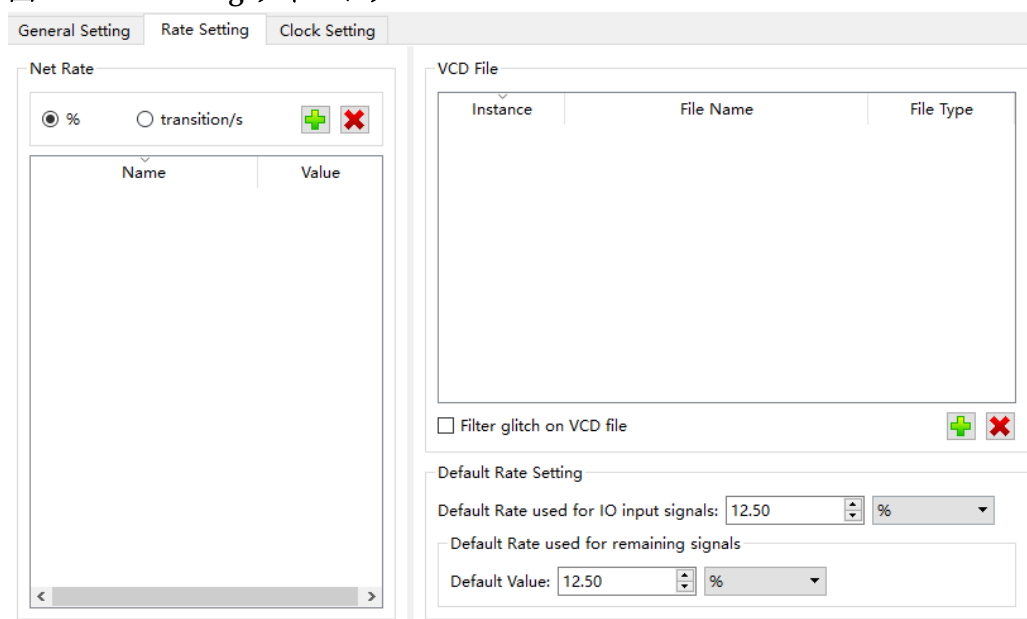 General Setting Rate Setting Clock Setting
Net Rate
% transition/s
Name Value
VCD File
Instance File Name File Type
Filter glitch on VCD file
Default Rate Setting
Default Rate used for IO input signals: 12.50 %
Default Rate used for remaining signals
Default Value: 12.50 %